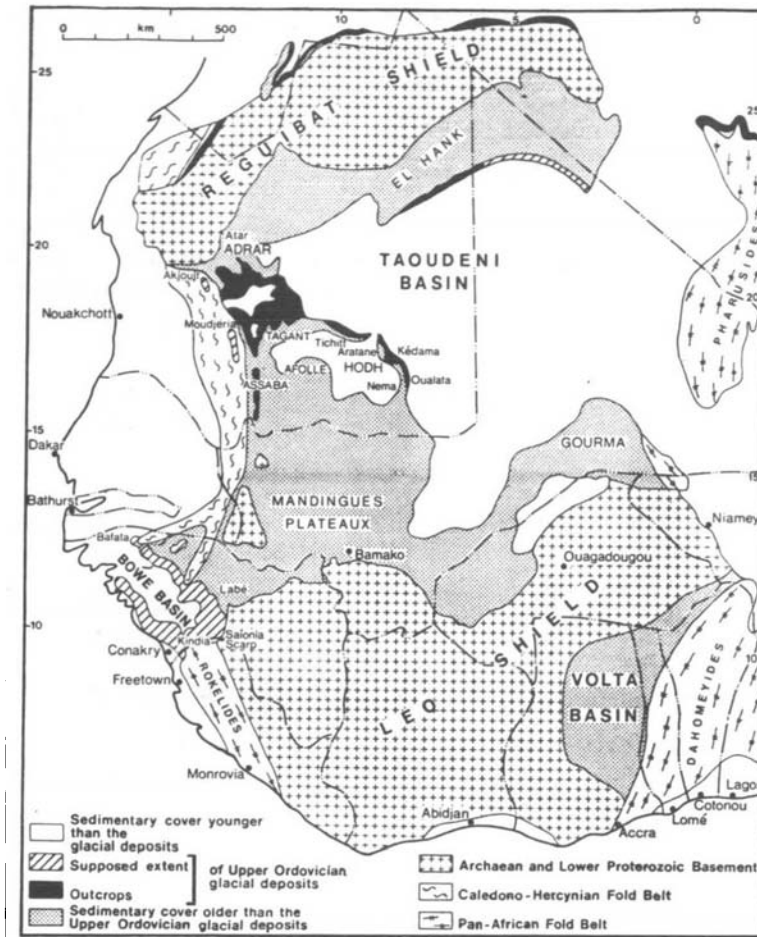 0 km 500
10 5 0
25
REGUIBAT SHIELD
25
EL HANK
20
Atar
ADRAR
TAOUDENI
BASIN
Akjoujt
20
Nouakchott
Moudjeria
TAGANT
Tichitt
Aratane
Kêdama
PHARUSIDES
AFOLLE
HODH
Nema
Oualata
ASSABA
15
Dakar
GOURMA
15
Bathurst
MANDINGUES
PLATEAUX
Niamey
Bafata
Bamako
Ouagadougou
BOWE BASIN
Labé
10
Kindia
Salonia
Scarp
Conakry
10
Freetown
ROKELIDES
LEO SHIELD
VOLTA
BASIN
DAHOMEYIDES
Monrovia
Abidjan
Lago
Cotonou
Lomé
Accra
Sedimentary cover younger
than the
glacial deposits
Supposed extent
of Upper Ordovician
glacial deposits
Outcrops
Sedimentary cover older than the
Upper Ordovician glacial deposits
Archaean and Lower Proterozoic Basement
Caledono-Hercynian Fold Belt
Pan-African Fold Belt